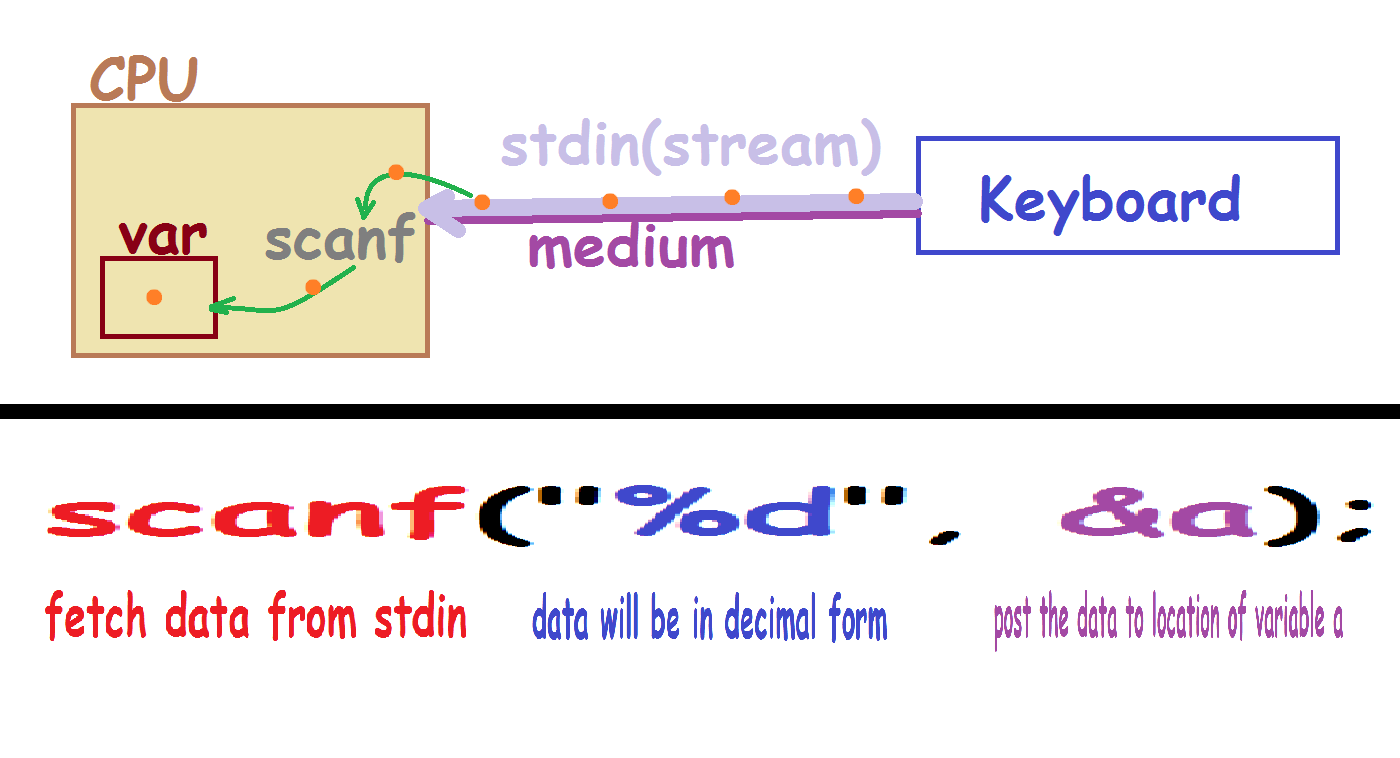 CPU
stdin(stream)
Keyboard
var
scanf
medium
scanf("%d", &a);
fetch data from stdin
data will be in decimal form
post the data to location of variable a